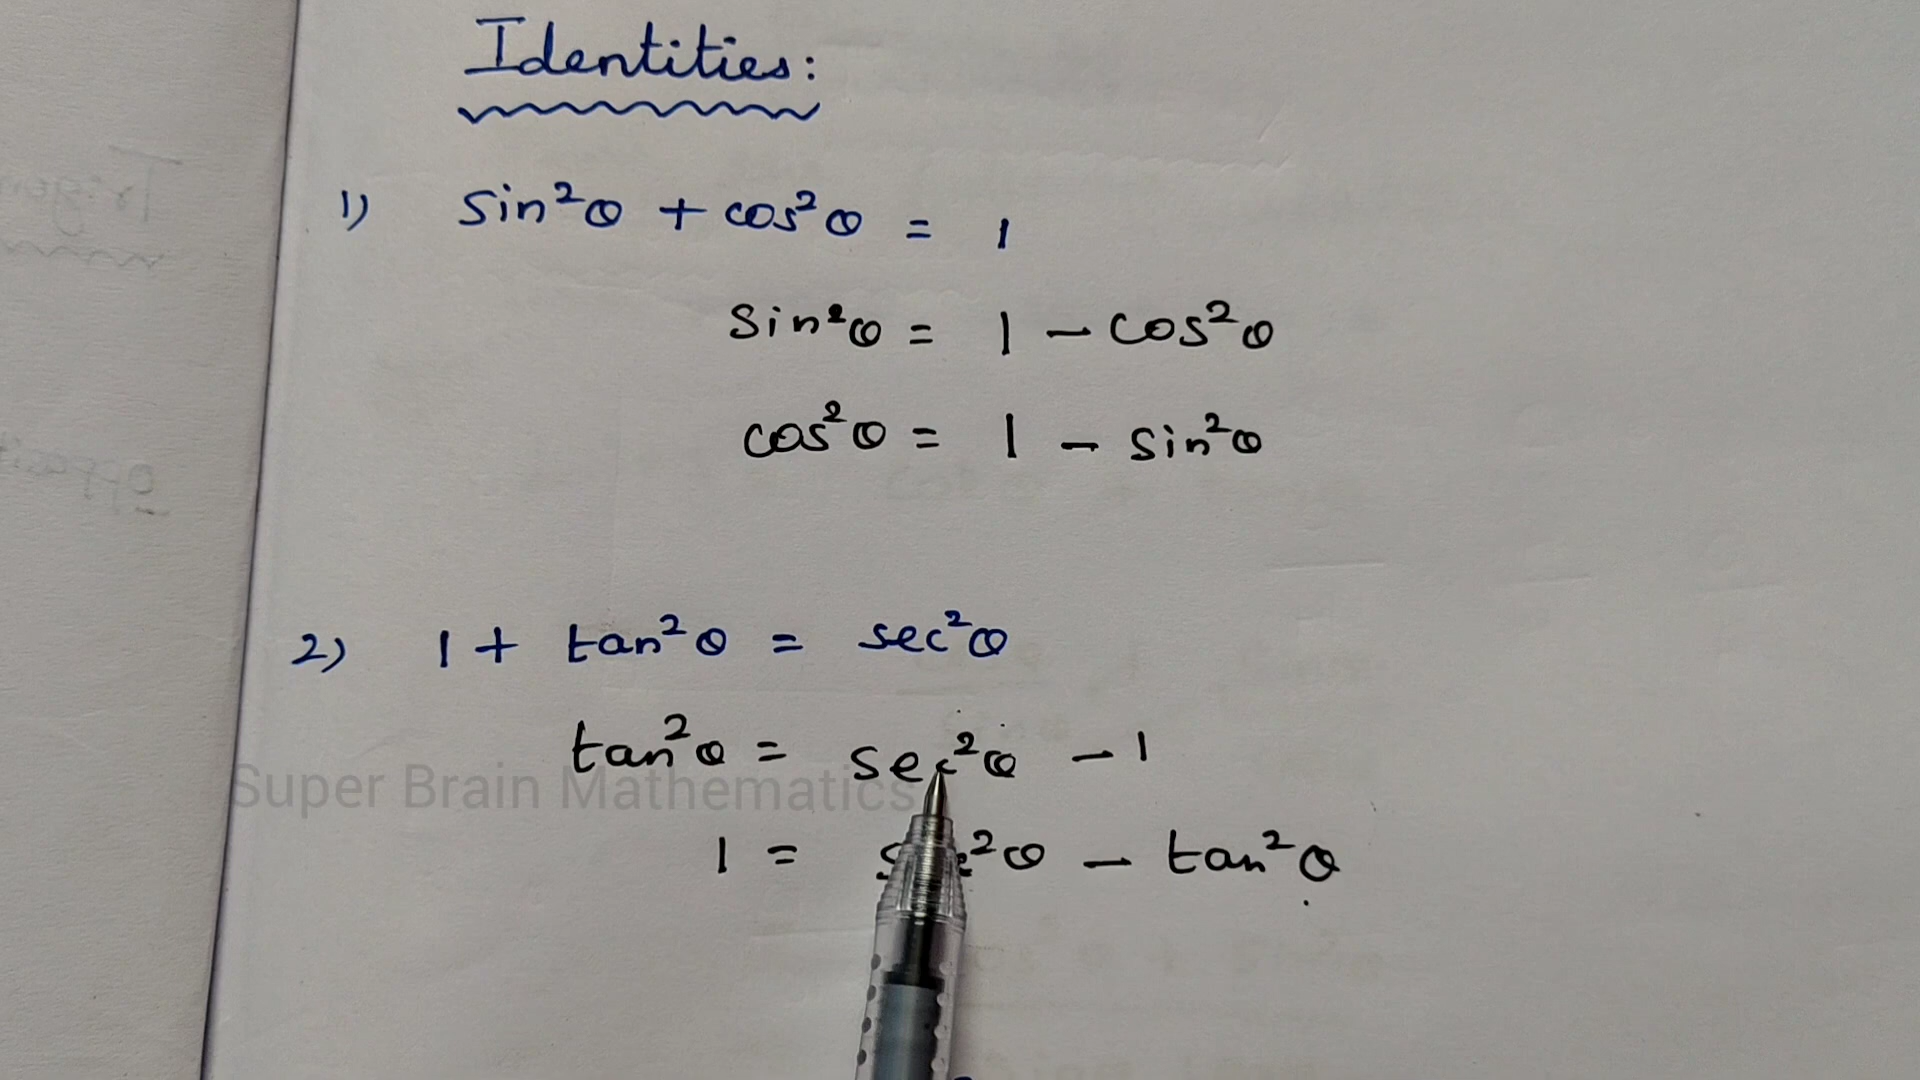 Identities:
1) sin²θ + cos²θ = 1
sin²θ = 1 - cos²θ
cos²θ = 1 - sin²θ
2) 1 + tan²θ = sec²θ
tan²θ = sec²θ - 1
Super Brain Mathematics
1 = sec²θ - tan²θ